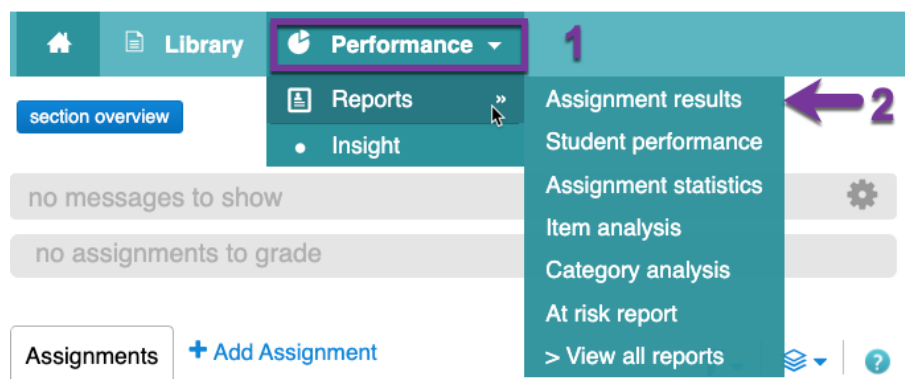 Library
Performance
1
Reports »
Assignment results
2
section overview
Insight
Student performance
no messages to show
Assignment statistics
Item analysis
no assignments to grade
Category analysis
At risk report
Assignments
+ Add Assignment
> View all reports
?